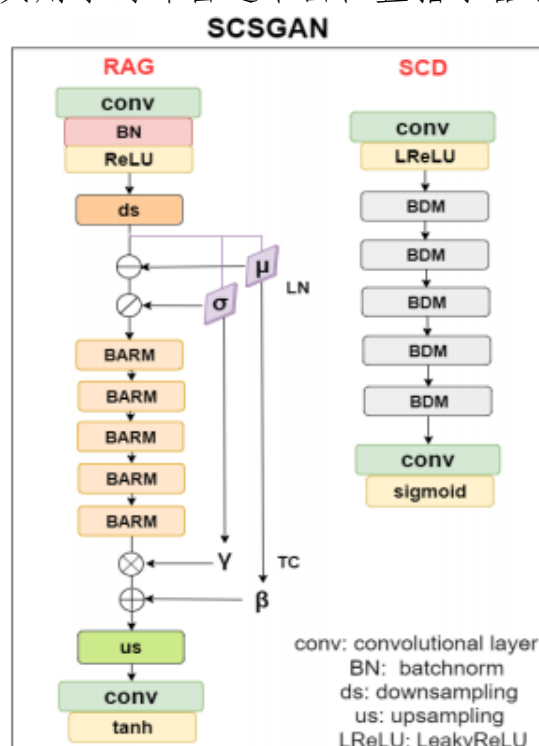 SCSGAN
RAG
conv
BN
ReLU
ds
μ
LN
σ
BARM
BARM
BARM
BARM
BARM
γ
TC
β
us
conv
tanh
SCD
conv
LReLU
BDM
BDM
BDM
BDM
BDM
conv
sigmoid
conv: convolutional layer
BN: batchnorm
ds: downsampling
us: upsampling
LReLU: LeakyReLU